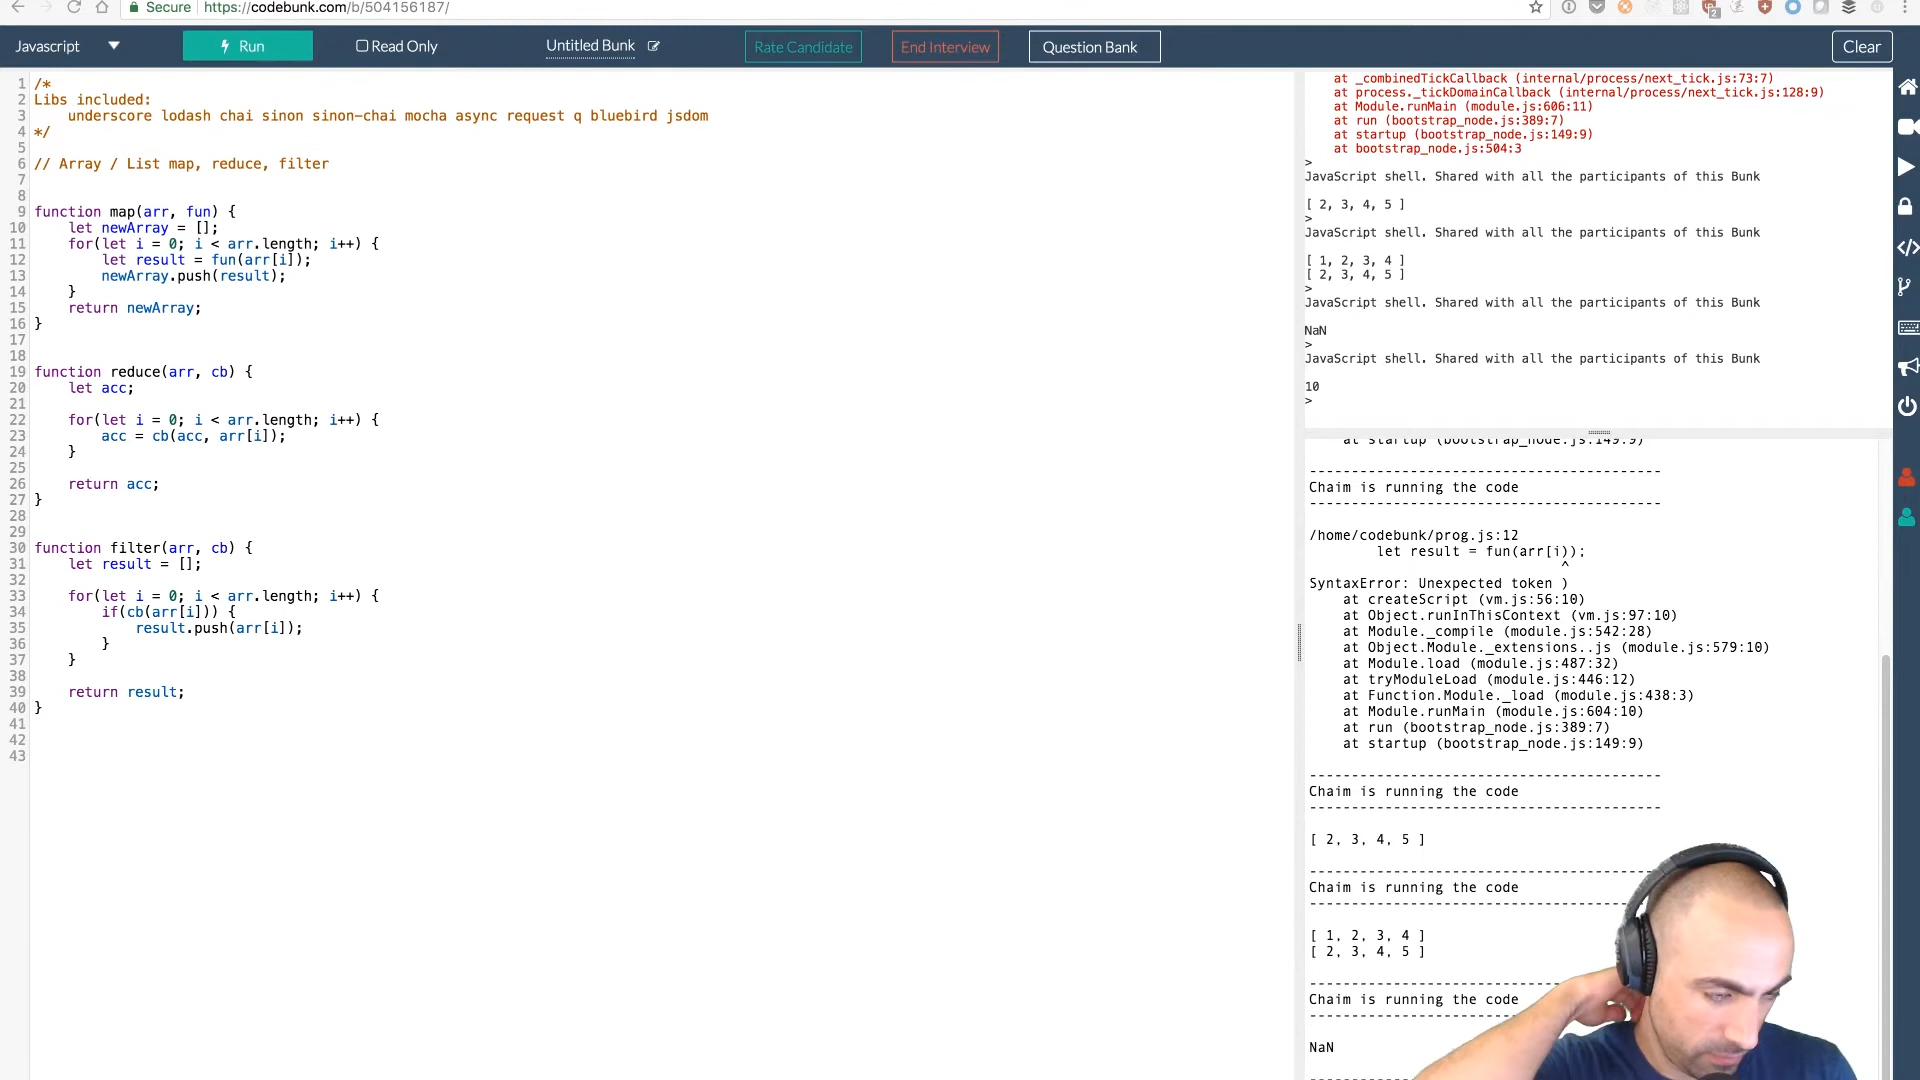 Secure https://codebunk.com/b/504156187/
Javascript
Run
Read Only
Untitled Bunk
Rate Candidate
End Interview
Question Bank
Clear
1 /*
2 Libs included:
3 underscore lodash chai sinon sinon-chai mocha async request q bluebird jsdom
4 */
5
6 // Array / List map, reduce, filter
7
8
9 function map(arr, fun) {
10 let newArray = [];
11 for(let i = 0; i < arr.length; i++) {
12 let result = fun(arr[i]);
13 newArray.push(result);
14 }
15 return newArray;
16 }
17
18
19 function reduce(arr, cb) {
20 let acc;
21
22 for(let i = 0; i < arr.length; i++) {
23 acc = cb(acc, arr[i]);
24 }
25
26 return acc;
27 }
28
29
30 function filter(arr, cb) {
31 let result = [];
32
33 for(let i = 0; i < arr.length; i++) {
34 if(cb(arr[i])) {
35 result.push(arr[i]);
36 }
37 }
38
39 return result;
40 }
41
42
43
at _combinedTickCallback (internal/process/next_tick.js:73:7)
at process._tickDomainCallback (internal/process/next_tick.js:128:9)
at Module.runMain (module.js:606:11)
at run (bootstrap_node.js:389:7)
at startup (bootstrap_node.js:149:9)
at bootstrap_node.js:504:3
>
JavaScript shell. Shared with all the participants of this Bunk
[ 2, 3, 4, 5 ]
>
JavaScript shell. Shared with all the participants of this Bunk
[ 1, 2, 3, 4 ]
[ 2, 3, 4, 5 ]
>
JavaScript shell. Shared with all the participants of this Bunk
NaN
>
JavaScript shell. Shared with all the participants of this Bunk
10
>
at startup (bootstrap_node.js:149:9)
------------------------------------------
Chaim is running the code
------------------------------------------
/home/codebunk/prog.js:12
let result = fun(arr[i));
^
SyntaxError: Unexpected token )
at createScript (vm.js:56:10)
at Object.runInThisContext (vm.js:97:10)
at Module._compile (module.js:542:28)
at Object.Module._extensions..js (module.js:579:10)
at Module.load (module.js:487:32)
at tryModuleLoad (module.js:446:12)
at Function.Module._load (module.js:438:3)
at Module.runMain (module.js:604:10)
at run (bootstrap_node.js:389:7)
at startup (bootstrap_node.js:149:9)
------------------------------------------
Chaim is running the code
------------------------------------------
[ 2, 3, 4, 5 ]
------------------------------------------
Chaim is running the code
------------------------------------------
[ 1, 2, 3, 4 ]
[ 2, 3, 4, 5 ]
------------------------------------------
Chaim is running the code
------------------------------------------
NaN